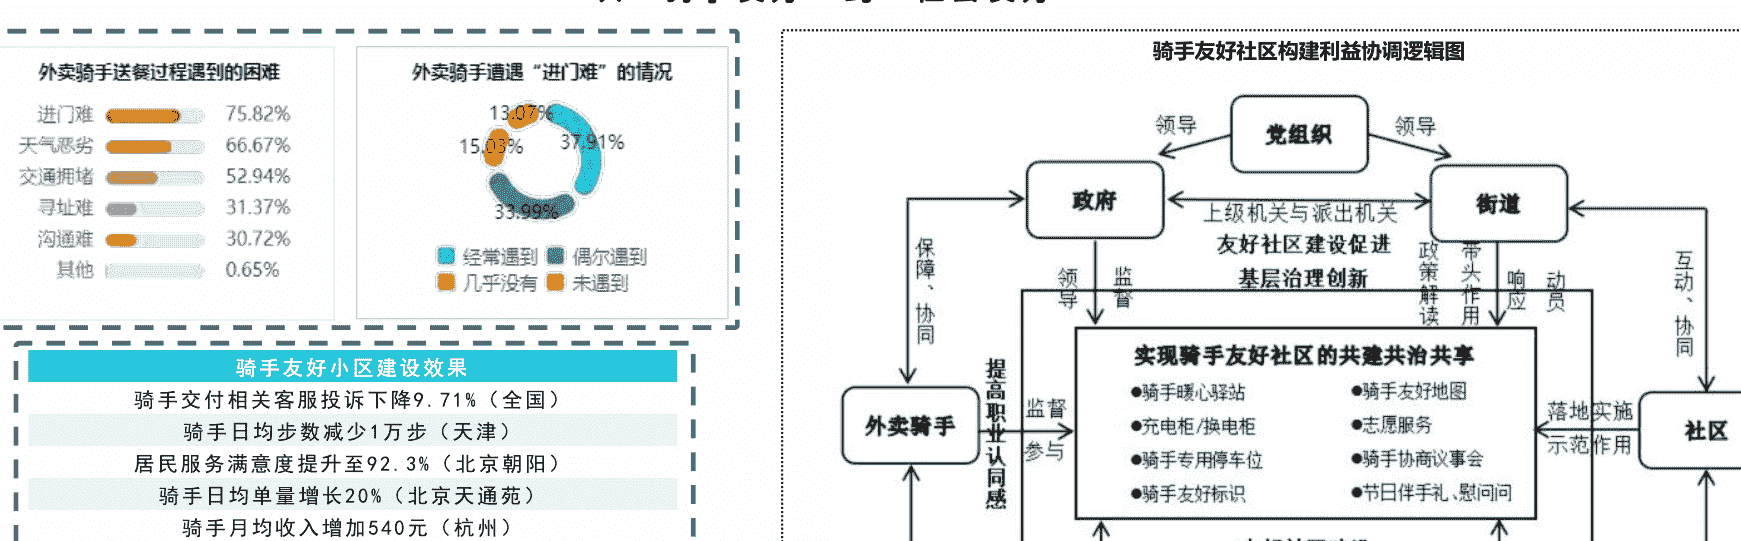 外卖骑手送餐过程遇到的困难
进门难 75.82%
天气恶劣 66.67%
交通拥堵 52.94%
寻址难 31.37%
沟通难 30.72%
其他 0.65%
外卖骑手遭遇“进门难”的情况
13.07%
37.91%
15.03%
33.99%
经常遇到 偶尔遇到
几乎没有 未遇到
骑手友好小区建设效果
骑手交付相关客服投诉下降9.71%（全国）
骑手日均步数减少1万步（天津）
居民服务满意度提升至92.3%（北京朝阳）
骑手日均单量增长20%（北京天通苑）
骑手月均收入增加540元（杭州）
骑手友好社区构建利益协调逻辑图
党组织
领导
领导
政府
街道
上级机关与派出机关
友好社区建设促进
基层治理创新
保障、协同
领导
监督
政策解读
带头作用
响应
动员
互动、协同
实现骑手友好社区的共建共治共享
●骑手暖心驿站 ●骑手友好地图
●充电柜/换电柜 ●志愿服务
●骑手专用停车位 ●骑手协商议事会
●骑手友好标识 ●节日伴手礼、慰问问
提高职业认同感
外卖骑手
监督
参与
落地实施
示范作用
社区